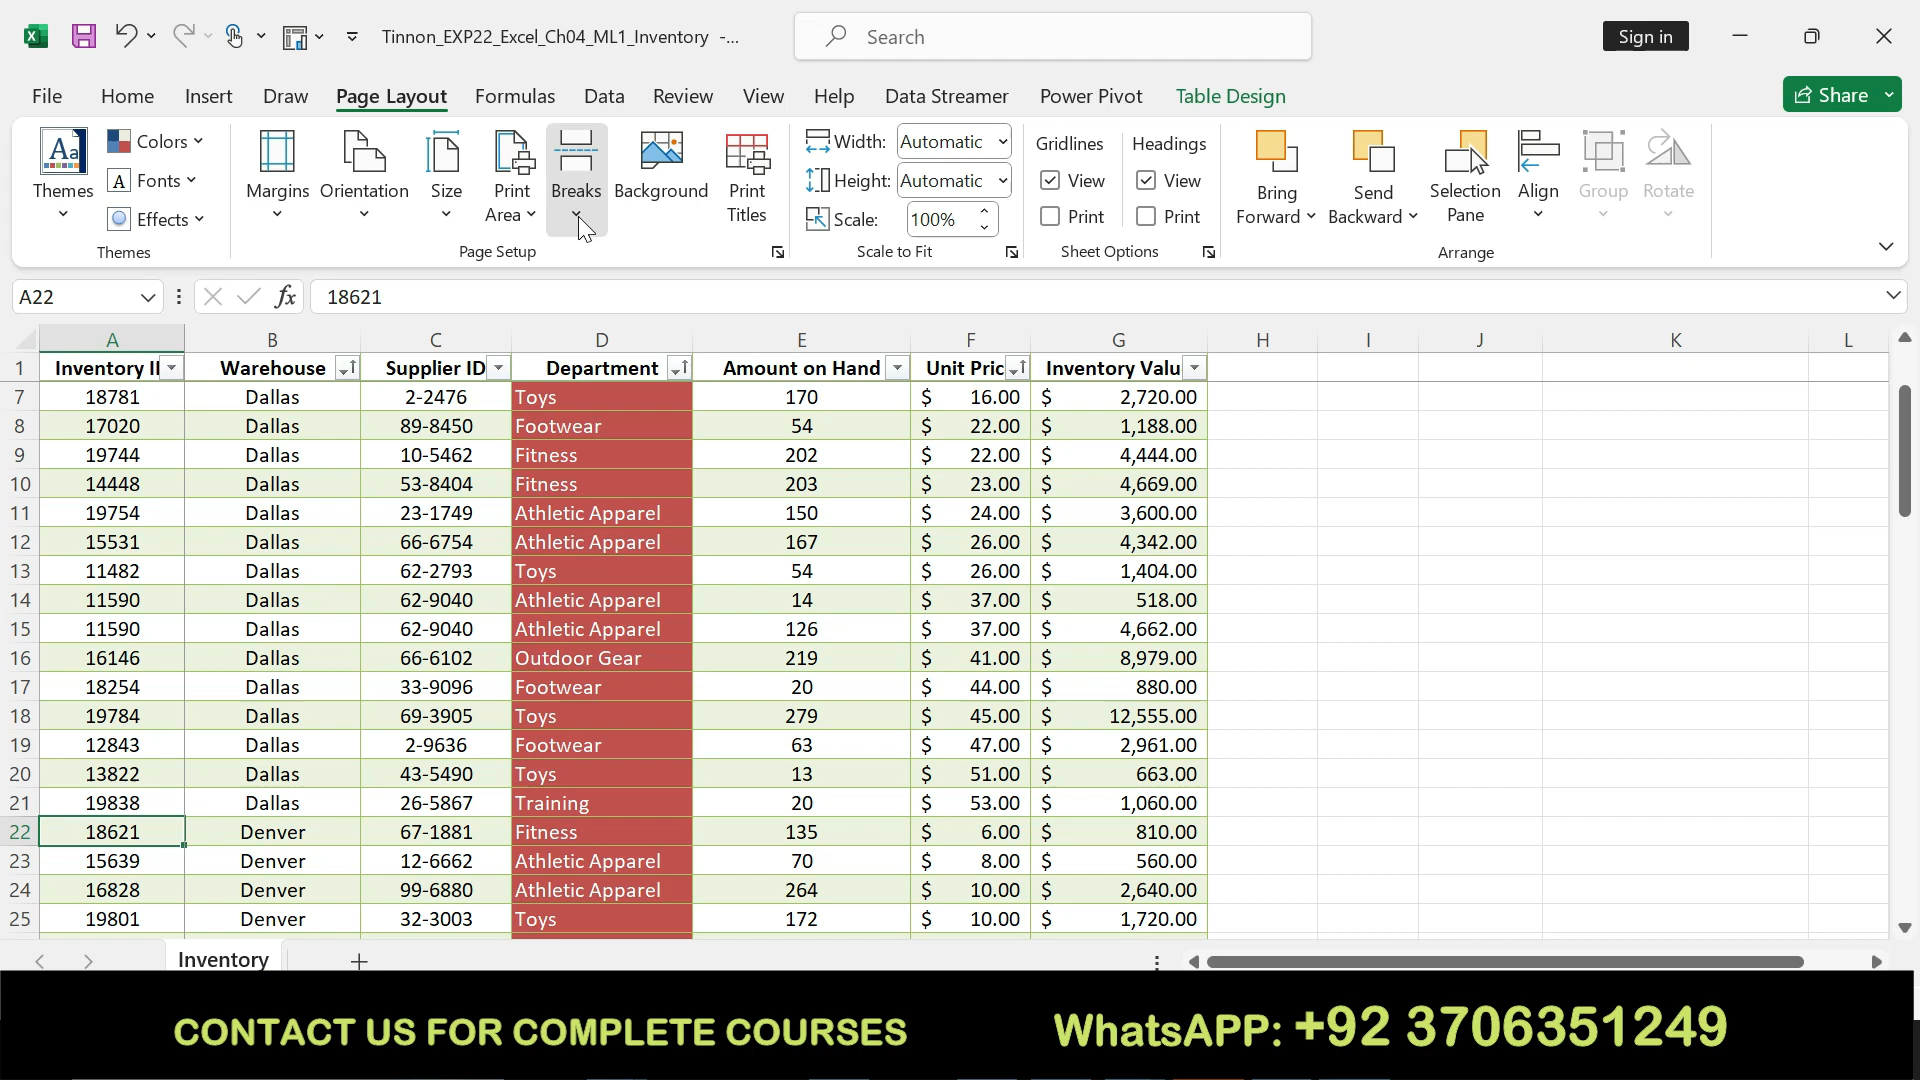 Tinnon_EXP22_Excel_Ch04_ML1_Inventory -...
Search
Sign in
File Home Insert Draw Page Layout Formulas Data Review View Help Data Streamer Power Pivot Table Design
Share
Themes
Colors
Fonts
Effects
Themes
Margins
Orientation
Size
Print Area
Breaks
Background
Print Titles
Page Setup
Width: Automatic
Height: Automatic
Scale: 100%
Scale to Fit
Gridlines
View
Print
Headings
View
Print
Sheet Options
Bring Forward
Send Backward
Selection Pane
Align
Group
Rotate
Arrange
A22
fx
18621
A B C D E F G H I J K L
1 Inventory I Warehouse Supplier ID Department Amount on Hand Unit Pric Inventory Valu
7 18781 Dallas 2-2476 Toys 170 $ 16.00 $ 2,720.00
8 17020 Dallas 89-8450 Footwear 54 $ 22.00 $ 1,188.00
9 19744 Dallas 10-5462 Fitness 202 $ 22.00 $ 4,444.00
10 14448 Dallas 53-8404 Fitness 203 $ 23.00 $ 4,669.00
11 19754 Dallas 23-1749 Athletic Apparel 150 $ 24.00 $ 3,600.00
12 15531 Dallas 66-6754 Athletic Apparel 167 $ 26.00 $ 4,342.00
13 11482 Dallas 62-2793 Toys 54 $ 26.00 $ 1,404.00
14 11590 Dallas 62-9040 Athletic Apparel 14 $ 37.00 $ 518.00
15 11590 Dallas 62-9040 Athletic Apparel 126 $ 37.00 $ 4,662.00
16 16146 Dallas 66-6102 Outdoor Gear 219 $ 41.00 $ 8,979.00
17 18254 Dallas 33-9096 Footwear 20 $ 44.00 $ 880.00
18 19784 Dallas 69-3905 Toys 279 $ 45.00 $ 12,555.00
19 12843 Dallas 2-9636 Footwear 63 $ 47.00 $ 2,961.00
20 13822 Dallas 43-5490 Toys 13 $ 51.00 $ 663.00
21 19838 Dallas 26-5867 Training 20 $ 53.00 $ 1,060.00
22 18621 Denver 67-1881 Fitness 135 $ 6.00 $ 810.00
23 15639 Denver 12-6662 Athletic Apparel 70 $ 8.00 $ 560.00
24 16828 Denver 99-6880 Athletic Apparel 264 $ 10.00 $ 2,640.00
25 19801 Denver 32-3003 Toys 172 $ 10.00 $ 1,720.00
Inventory
CONTACT US FOR COMPLETE COURSES WhatsAPP: +92 3706351249